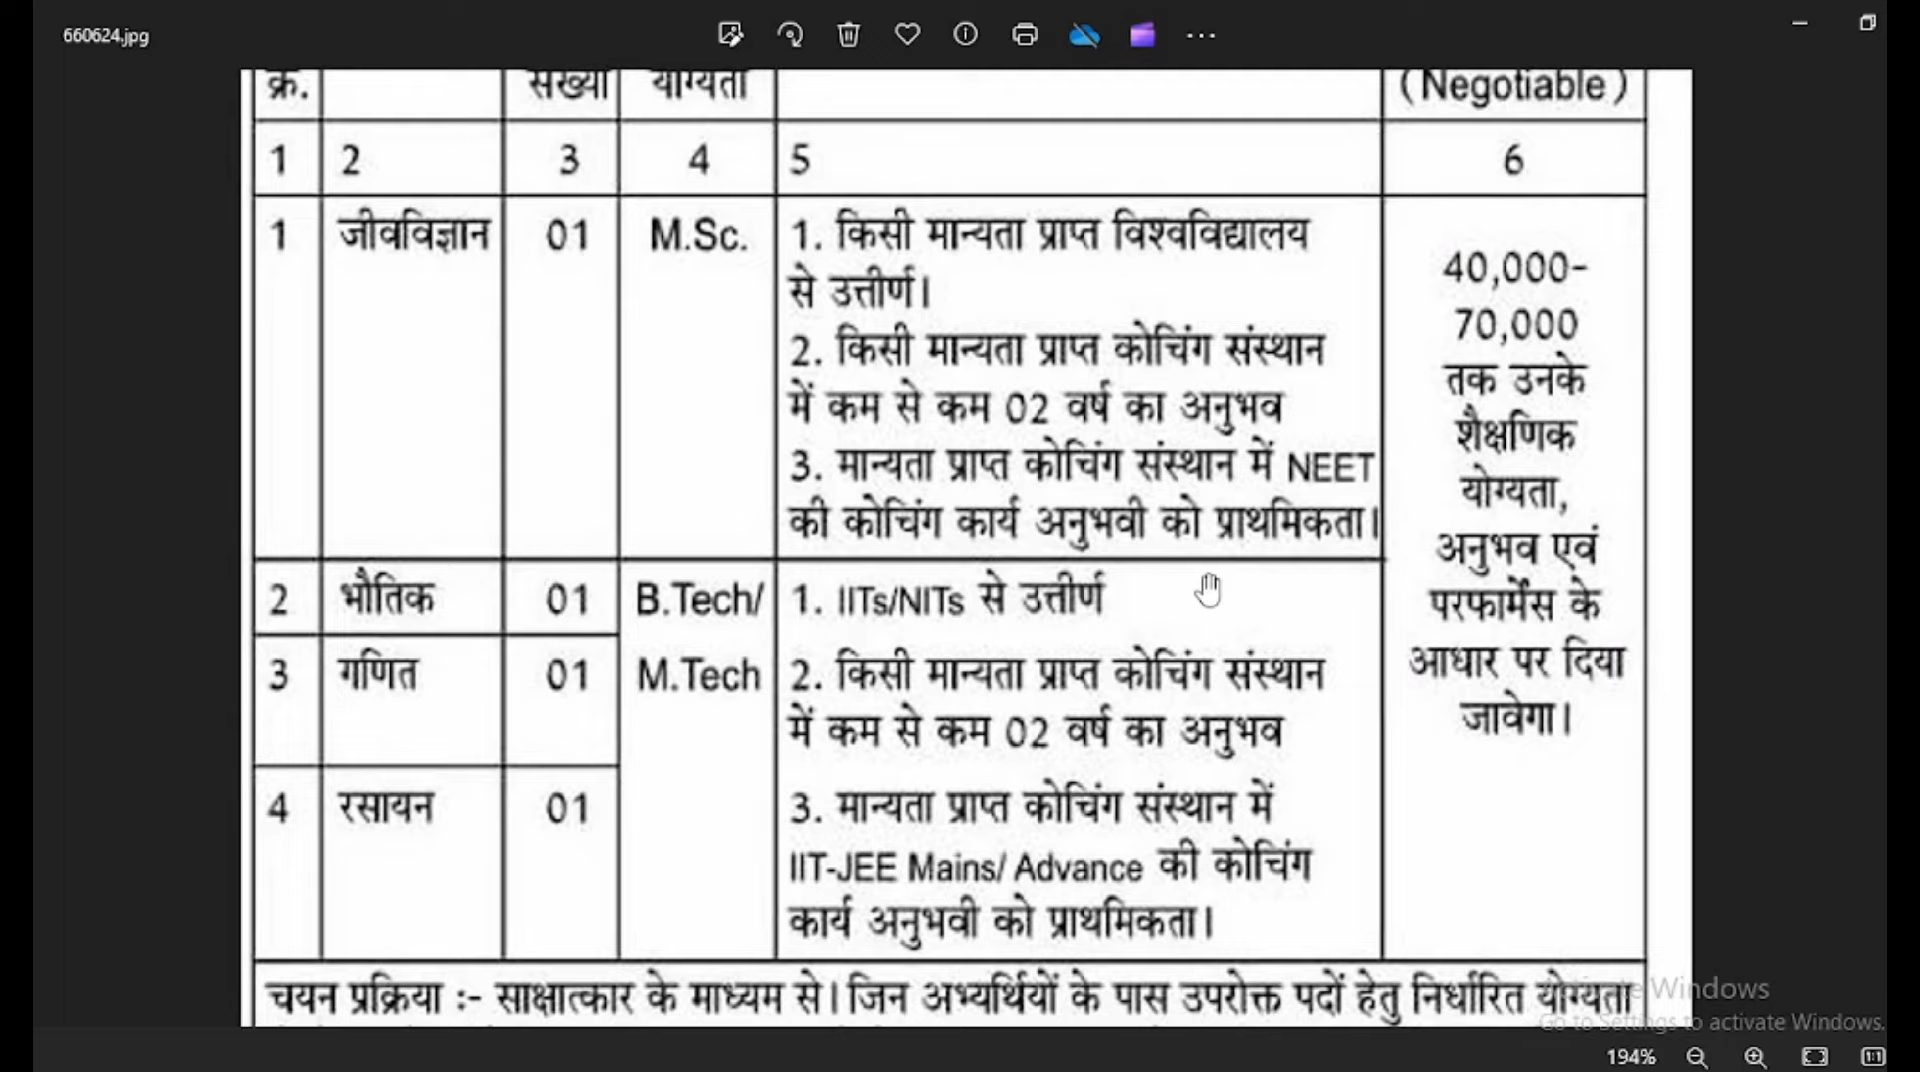 660624.jpg
क्र. संख्या योग्यता (Negotiable)
1 2 3 4 5 6
1 जीवविज्ञान 01 M.Sc. 1. किसी मान्यता प्राप्त विश्वविद्यालय
से उत्तीर्ण।
2. किसी मान्यता प्राप्त कोचिंग संस्थान
में कम से कम 02 वर्ष का अनुभव
3. मान्यता प्राप्त कोचिंग संस्थान में NEET
की कोचिंग कार्य अनुभवी को प्राथमिकता।
2 भौतिक 01 B.Tech/ 1. IITs/NITs से उत्तीर्ण
3 गणित 01 M.Tech 2. किसी मान्यता प्राप्त कोचिंग संस्थान
में कम से कम 02 वर्ष का अनुभव
4 रसायन 01 3. मान्यता प्राप्त कोचिंग संस्थान में
IIT-JEE Mains/ Advance की कोचिंग
कार्य अनुभवी को प्राथमिकता।
40,000-
70,000
तक उनके
शैक्षणिक
योग्यता,
अनुभव एवं
परफार्मेंस के
आधार पर दिया
जावेगा।
चयन प्रक्रिया :- साक्षात्कार के माध्यम से। जिन अभ्यर्थियों के पास उपरोक्त पदों हेतु निर्धारित योग्यता
Activate Windows
Go to Settings to activate Windows.
194%